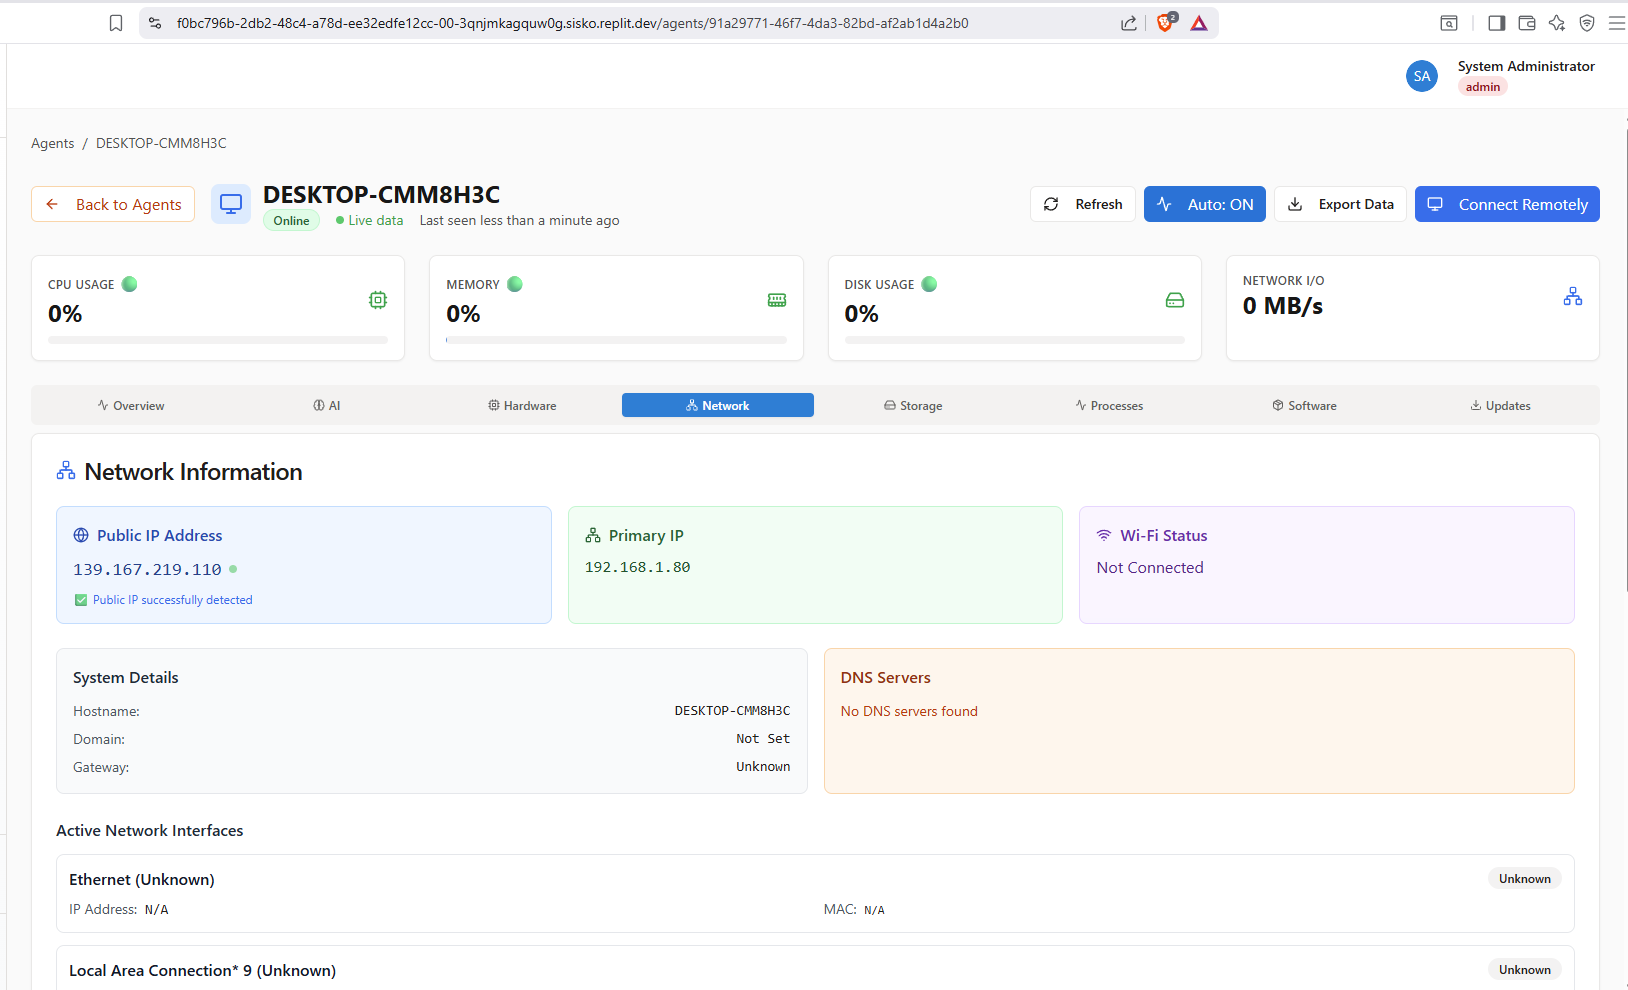 f0bc796b-2db2-48c4-a78d-ee32edfe12cc-00-3qnjmkagquw0g.sisko.replit.dev/agents/91a29771-46f7-4da3-82bd-af2ab1d4a2b0
2
SA
System Administrator
admin
Agents / DESKTOP-CMM8H3C
Back to Agents
DESKTOP-CMM8H3C
Online Live data Last seen less than a minute ago
Refresh
Auto: ON
Export Data
Connect Remotely
CPU USAGE
0%
MEMORY
0%
DISK USAGE
0%
NETWORK I/O
0 MB/s
Overview AI Hardware Network Storage Processes Software Updates
Network Information
Public IP Address
139.167.219.110
Public IP successfully detected
Primary IP
192.168.1.80
Wi-Fi Status
Not Connected
System Details
Hostname: DESKTOP-CMM8H3C
Domain: Not Set
Gateway: Unknown
DNS Servers
No DNS servers found
Active Network Interfaces
Ethernet (Unknown) Unknown
IP Address: N/A MAC: N/A
Local Area Connection* 9 (Unknown) Unknown